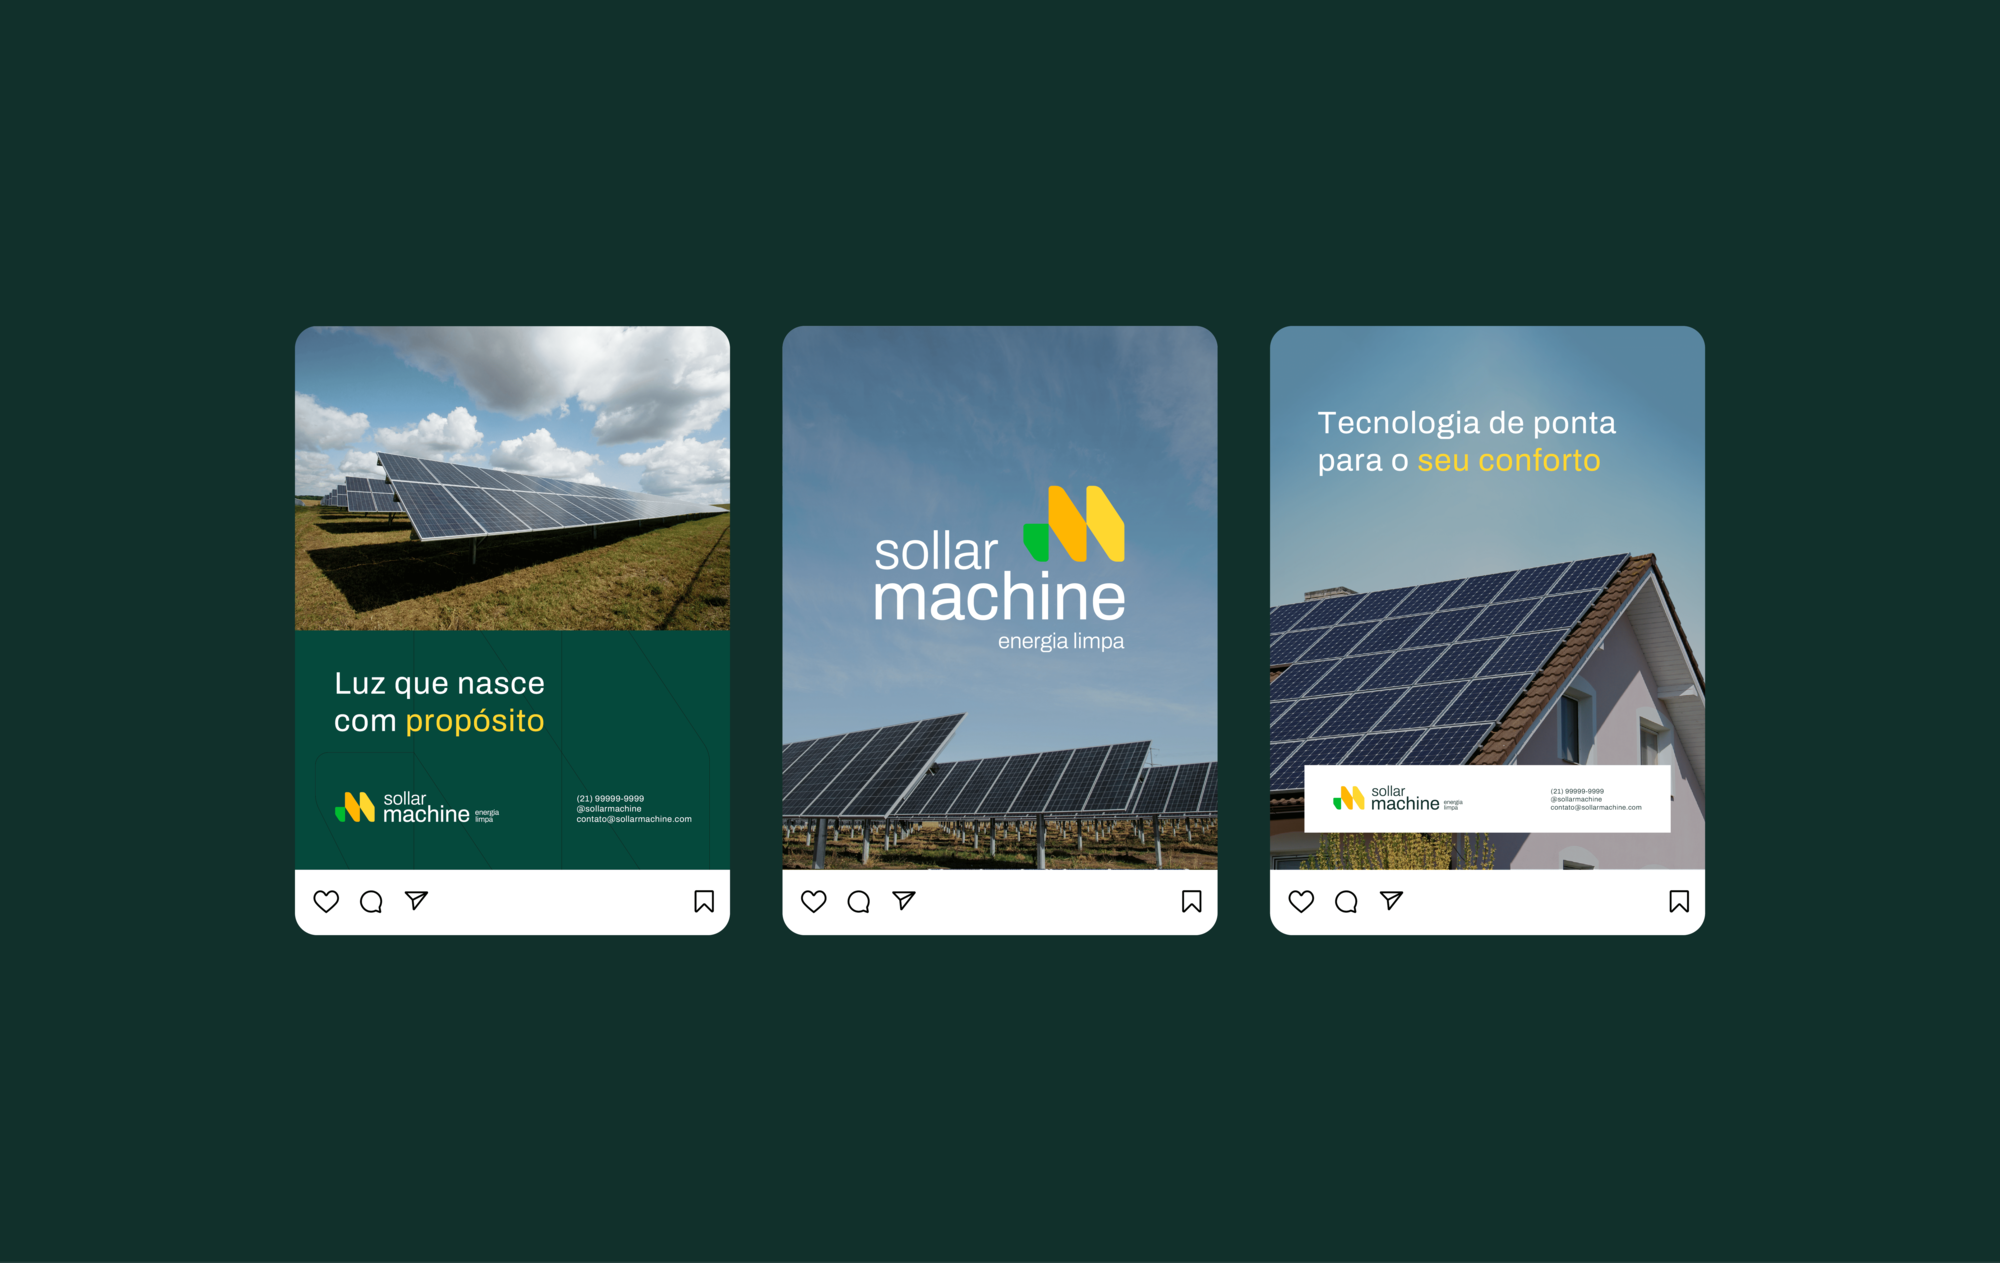 Luz que nasce
com propósito
sollar
machine energia
limpa
(21) 99999-9999
@sollarmachine
contato@sollarmachine.com
sollar
machine
energia limpa
Tecnologia de ponta
para o seu conforto
sollar
machine energia
limpa
(21) 99999-9999
@sollarmachine
contato@sollarmachine.com